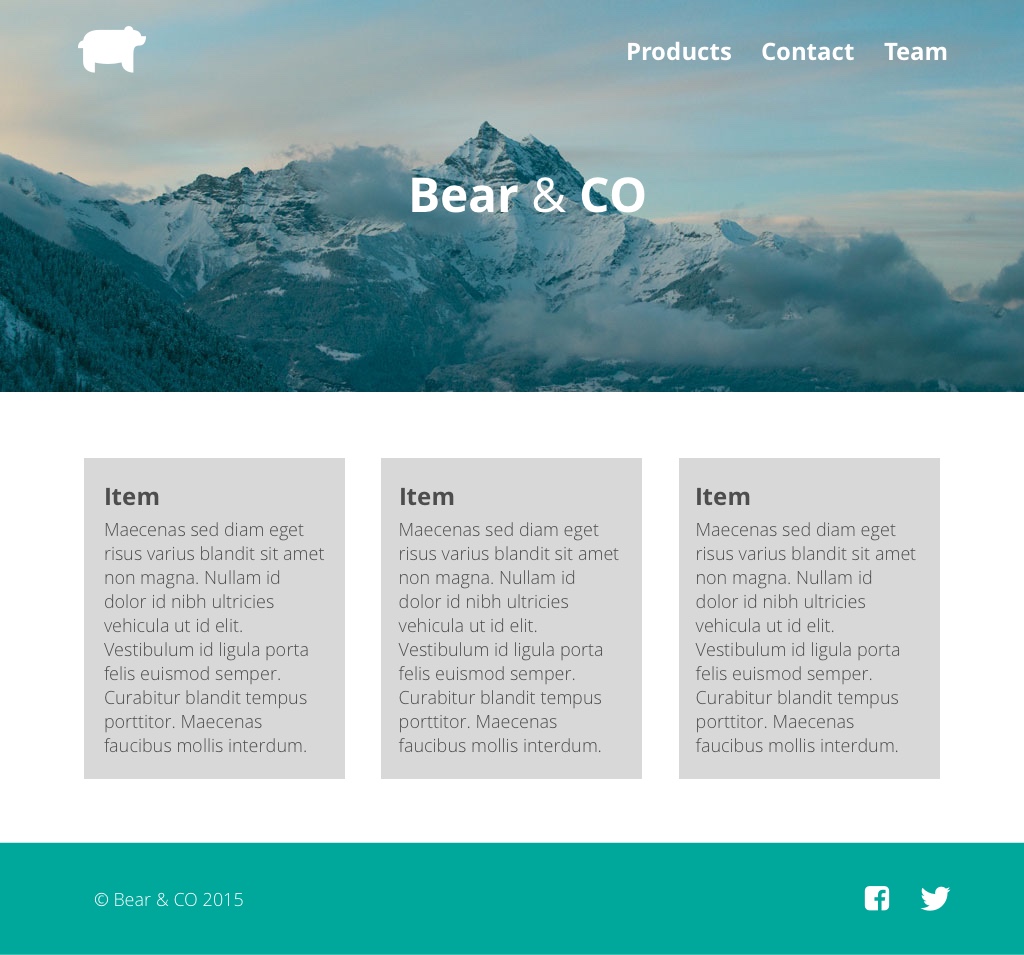 Products Contact Team
Bear & CO
Item
Maecenas sed diam eget
risus varius blandit sit amet
non magna. Nullam id
dolor id nibh ultricies
vehicula ut id elit.
Vestibulum id ligula porta
felis euismod semper.
Curabitur blandit tempus
porttitor. Maecenas
faucibus mollis interdum.
Item
Maecenas sed diam eget
risus varius blandit sit amet
non magna. Nullam id
dolor id nibh ultricies
vehicula ut id elit.
Vestibulum id ligula porta
felis euismod semper.
Curabitur blandit tempus
porttitor. Maecenas
faucibus mollis interdum.
Item
Maecenas sed diam eget
risus varius blandit sit amet
non magna. Nullam id
dolor id nibh ultricies
vehicula ut id elit.
Vestibulum id ligula porta
felis euismod semper.
Curabitur blandit tempus
porttitor. Maecenas
faucibus mollis interdum.
© Bear & CO 2015